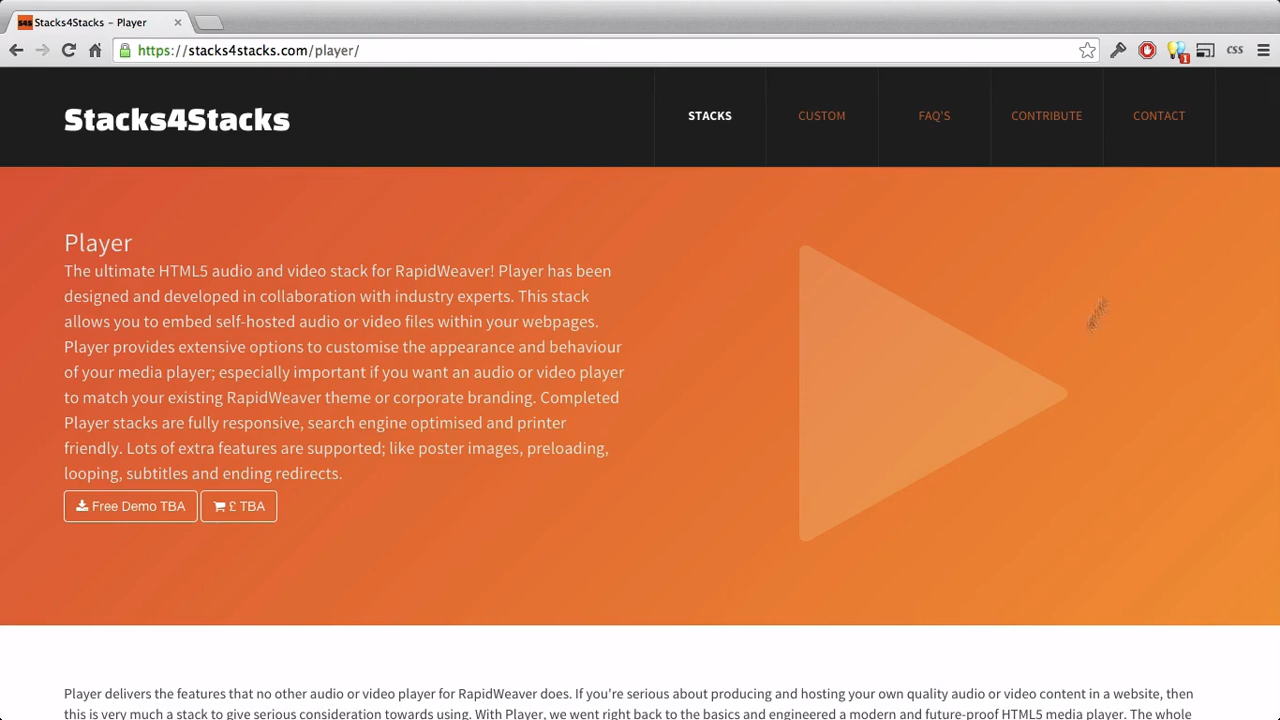 Stacks4Stacks – Player
https://stacks4stacks.com/player/
1
CSS
Stacks4Stacks
STACKS
CUSTOM
FAQ'S
CONTRIBUTE
CONTACT
Player
The ultimate HTML5 audio and video stack for RapidWeaver! Player has been
designed and developed in collaboration with industry experts. This stack
allows you to embed self-hosted audio or video files within your webpages.
Player provides extensive options to customise the appearance and behaviour
of your media player; especially important if you want an audio or video player
to match your existing RapidWeaver theme or corporate branding. Completed
Player stacks are fully responsive, search engine optimised and printer
friendly. Lots of extra features are supported; like poster images, preloading,
looping, subtitles and ending redirects.
Free Demo TBA
£ TBA
Player delivers the features that no other audio or video player for RapidWeaver does. If you're serious about producing and hosting your own quality audio or video content in a website, then
this is very much a stack to give serious consideration towards using. With Player, we went right back to the basics and engineered a modern and future-proof HTML5 media player. The whole